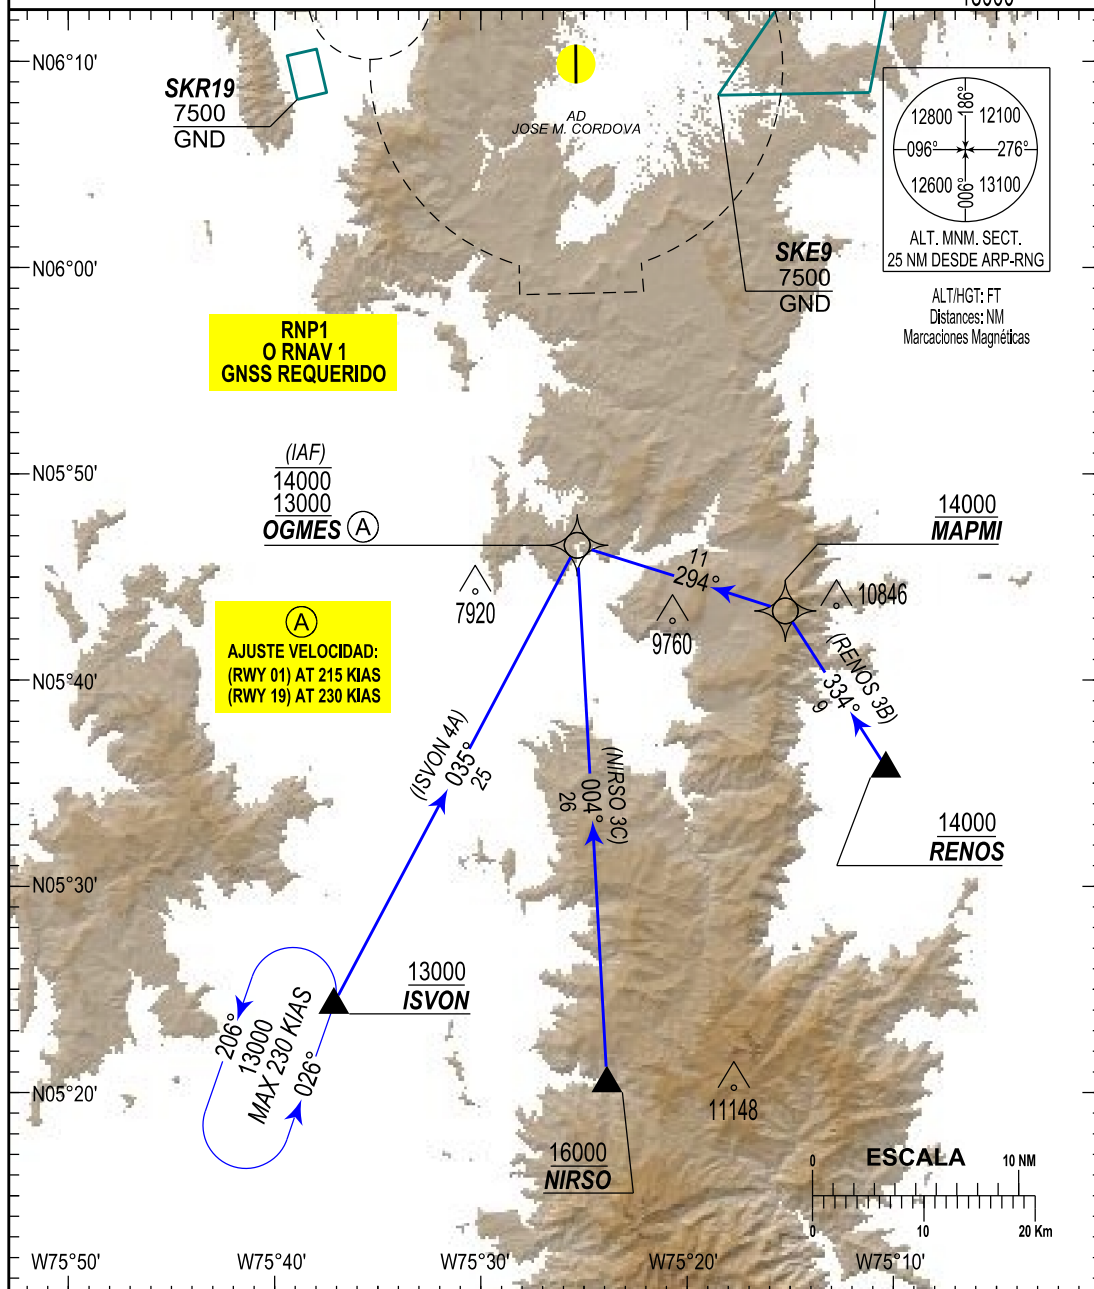 N06°10'
SKR19
7500
GND
AD
JOSE M. CORDOVA
186°
12800
12100
096°
276°
12600
13100
006°
ALT. MNM. SECT.
25 NM DESDE ARP-RNG
SKE9
7500
GND
N06°00'
ALT/HGT: FT
Distances: NM
Marcaciones Magnéticas
RNP1
O RNAV 1
GNSS REQUERIDO
(IAF)
14000
13000
OGMES A
N05°50'
14000
MAPMI
11
294°
7920
9760
10846
A
AJUSTE VELOCIDAD:
(RWY 01) AT 215 KIAS
(RWY 19) AT 230 KIAS
N05°40'
(RENOS 3B)
334°
9
(ISVON 4A)
035°
25
(NIRSO 3C)
004°
26
14000
RENOS
N05°30'
13000
ISVON
206°
13000
MAX 230 KIAS
026°
N05°20'
11148
16000
NIRSO
ESCALA
0
10 NM
0
10
20 Km
W75°50'
W75°40'
W75°30'
W75°20'
W75°10'